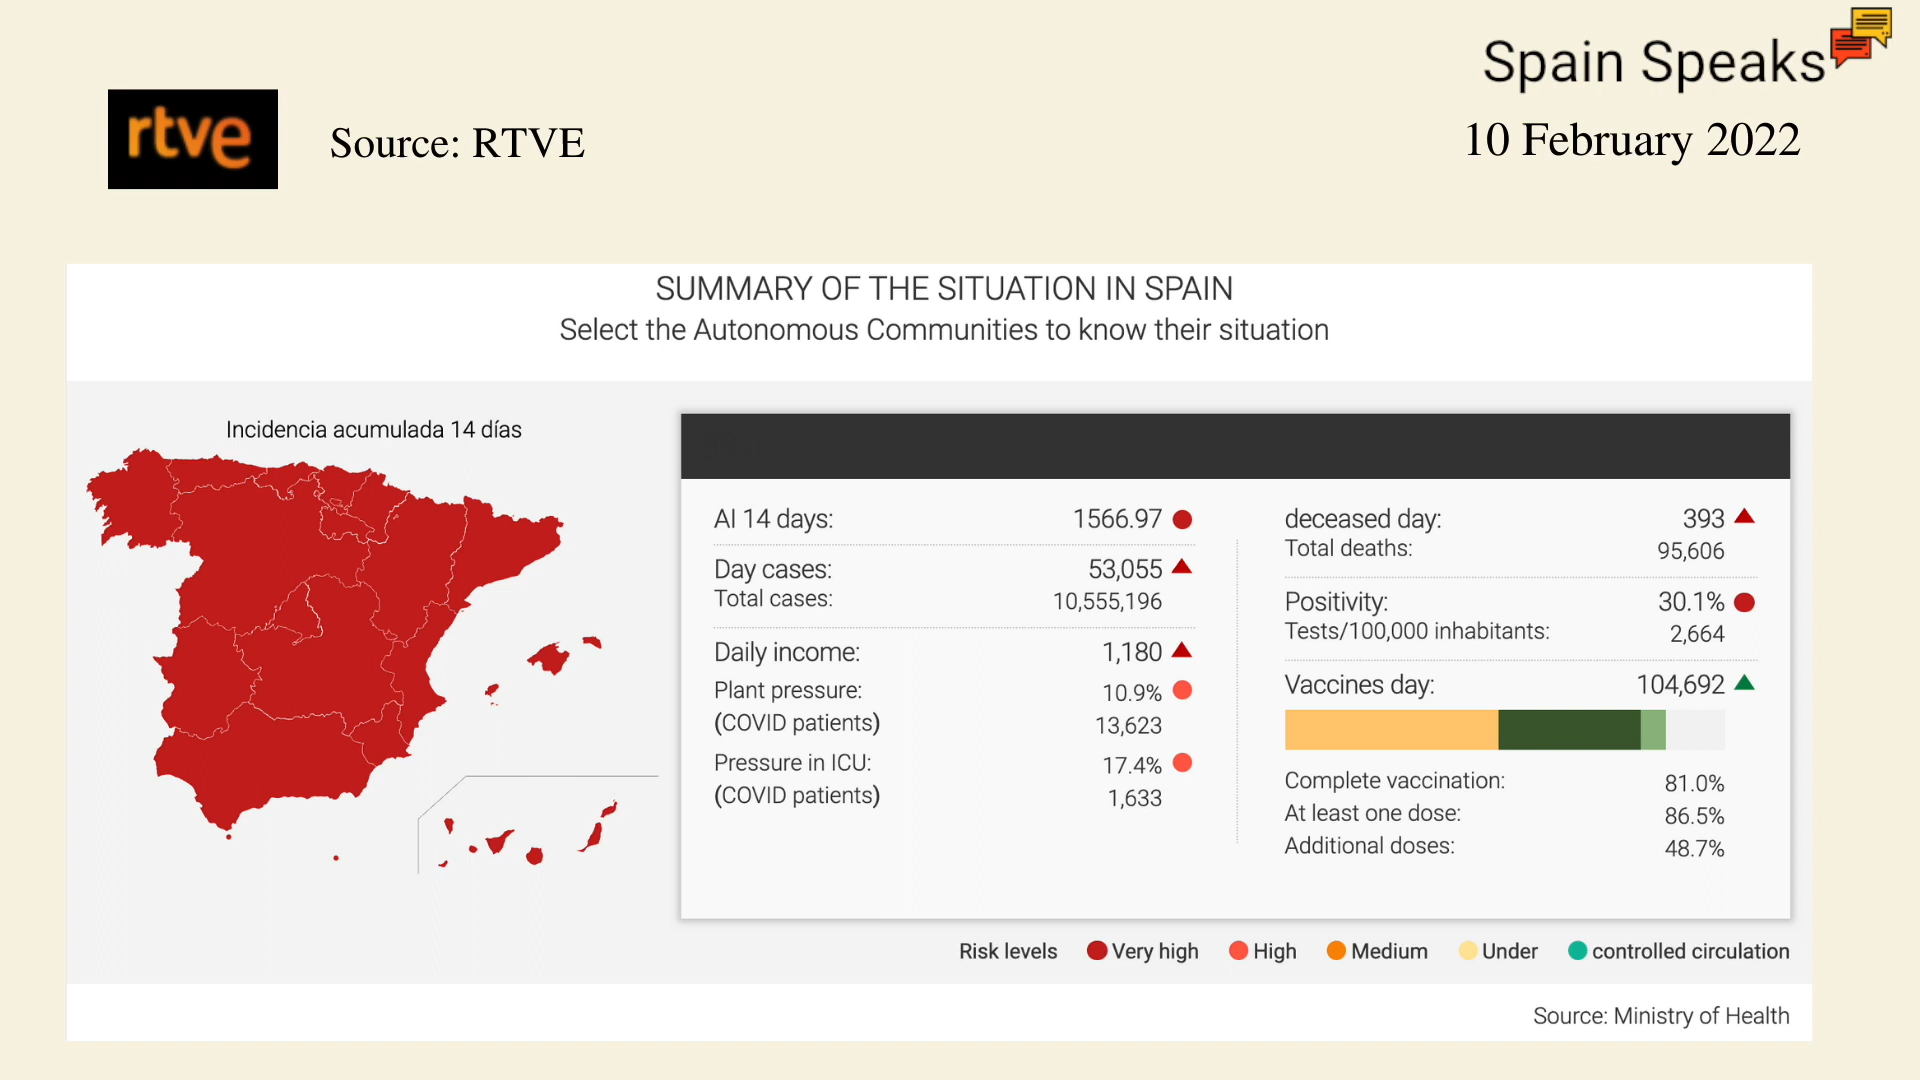 Spain Speaks
rtve
Source: RTVE
10 February 2022
SUMMARY OF THE SITUATION IN SPAIN
Select the Autonomous Communities to know their situation
Incidencia acumulada 14 días
AI 14 days: 1566.97
Day cases: 53,055
Total cases: 10,555,196
Daily income: 1,180
Plant pressure: 10.9%
(COVID patients) 13,623
Pressure in ICU: 17.4%
(COVID patients) 1,633
deceased day: 393
Total deaths: 95,606
Positivity: 30.1%
Tests/100,000 inhabitants: 2,664
Vaccines day: 104,692
Complete vaccination: 81.0%
At least one dose: 86.5%
Additional doses: 48.7%
Risk levels Very high High Medium Under controlled circulation
Source: Ministry of Health